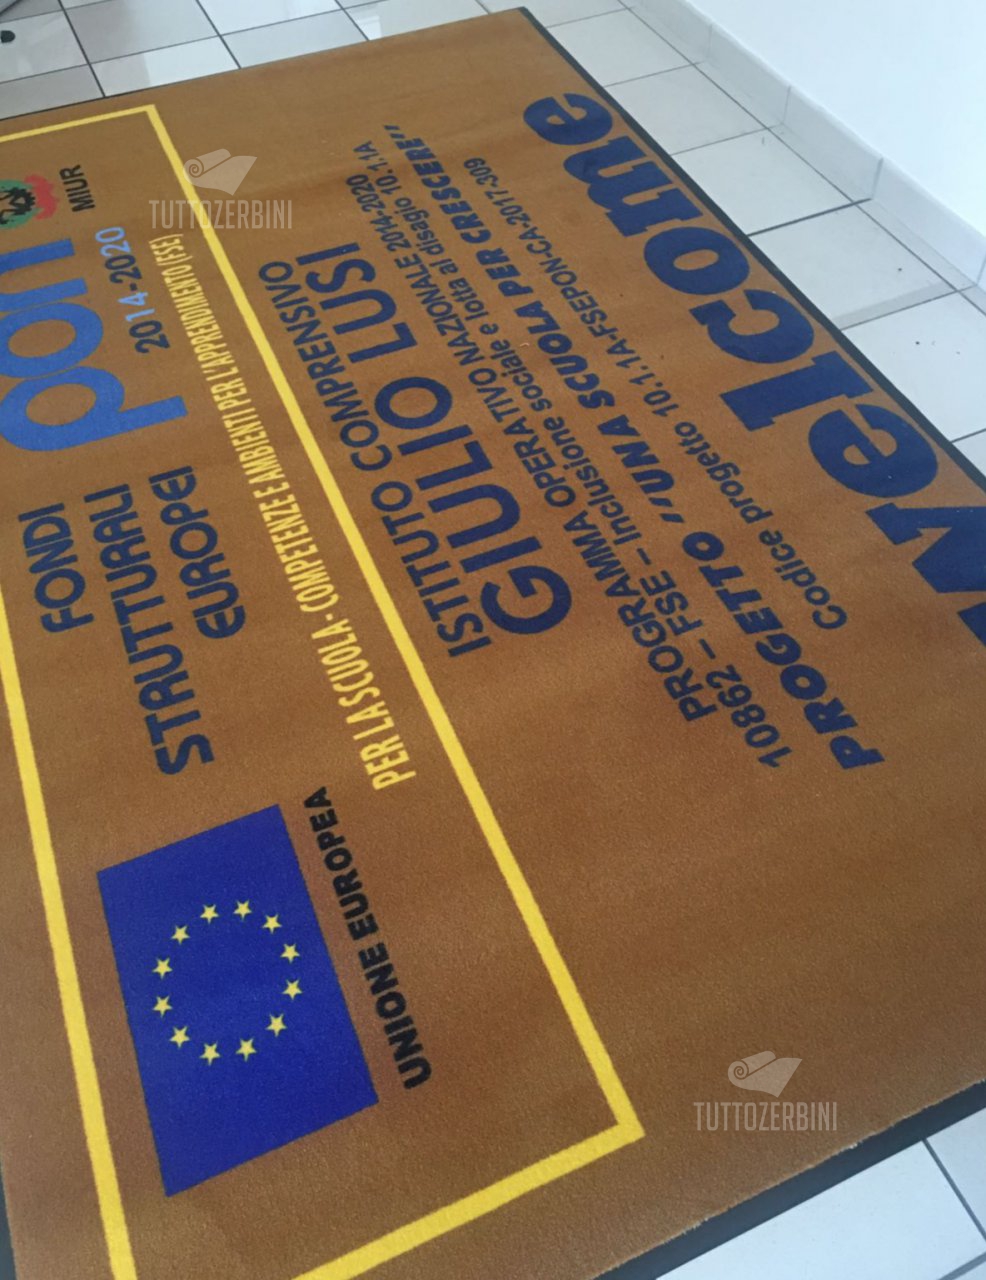 FONDI
STRUTTURALI
EUROPEI
pon
2014-2020
MIUR
UNIONE EUROPEA
PER LA SCUOLA - COMPETENZE E AMBIENTI PER L'APPRENDIMENTO (FSE)
ISTITUTO COMPRENSIVO
GIULIO LUSI
PROGRAMMA OPERATIVO NAZIONALE 2014-2020
10862 – FSE – Inclusione sociale e lotta al disagio 10.1.1A
PROGETTO “UNA SCUOLA PER CRESCERE”
Codice progetto 10.1.1A-FSEPON-CA-2017-309
welcome
TUTTOZERBINI
TUTTOZERBINI